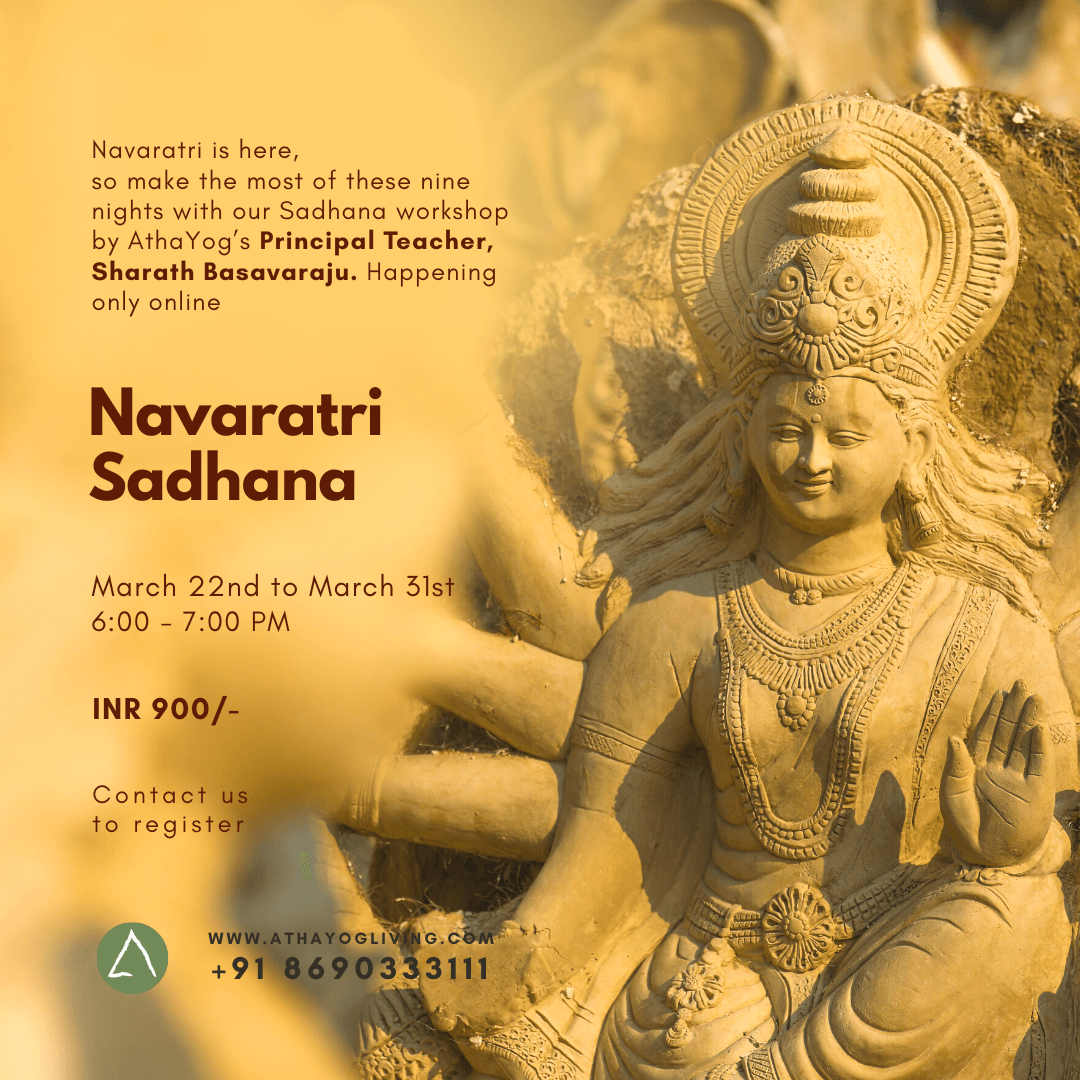 Navaratri is here,
so make the most of these nine
nights with our Sadhana workshop
by AthaYog’s Principal Teacher,
Sharath Basavaraju. Happening
only online
Navaratri
Sadhana
March 22nd to March 31st
6:00 - 7:00 PM
INR 900/-
Contact us
to register
WWW.ATHAYOGLIVING.COM
+91 8690333111